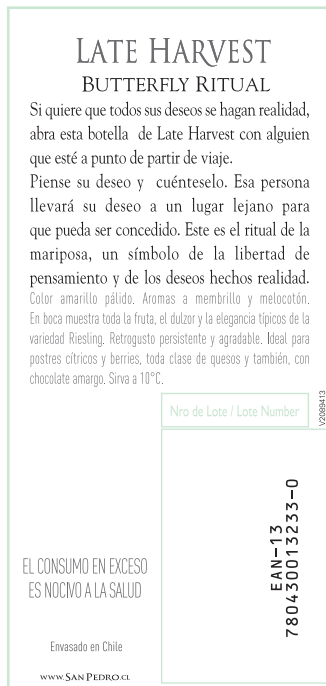 LATE HARVEST
BUTTERFLY RITUAL
Si quiere que todos sus deseos se hagan realidad,
abra esta botella de Late Harvest con alguien
que esté a punto de partir de viaje.
Piense su deseo y cuénteselo. Esa persona
llevará su deseo a un lugar lejano para
que pueda ser concedido. Este es el ritual de la
mariposa, un símbolo de la libertad de
pensamiento y de los deseos hechos realidad.
Color amarillo pálido. Aromas a membrillo y melocotón.
En boca muestra toda la fruta, el dulzor y la elegancia típicos de la
variedad Riesling. Retrogusto persistente y agradable. Ideal para
postres cítricos y berries, toda clase de quesos y también, con
chocolate amargo. Sirva a 10°C.
Nro de Lote / Lote Number
V2089413
EAN-13
7804300132330-0
EL CONSUMO EN EXCESO
ES NOCIVO A LA SALUD
Envasado en Chile
WWW.SAN PEDRO.CL